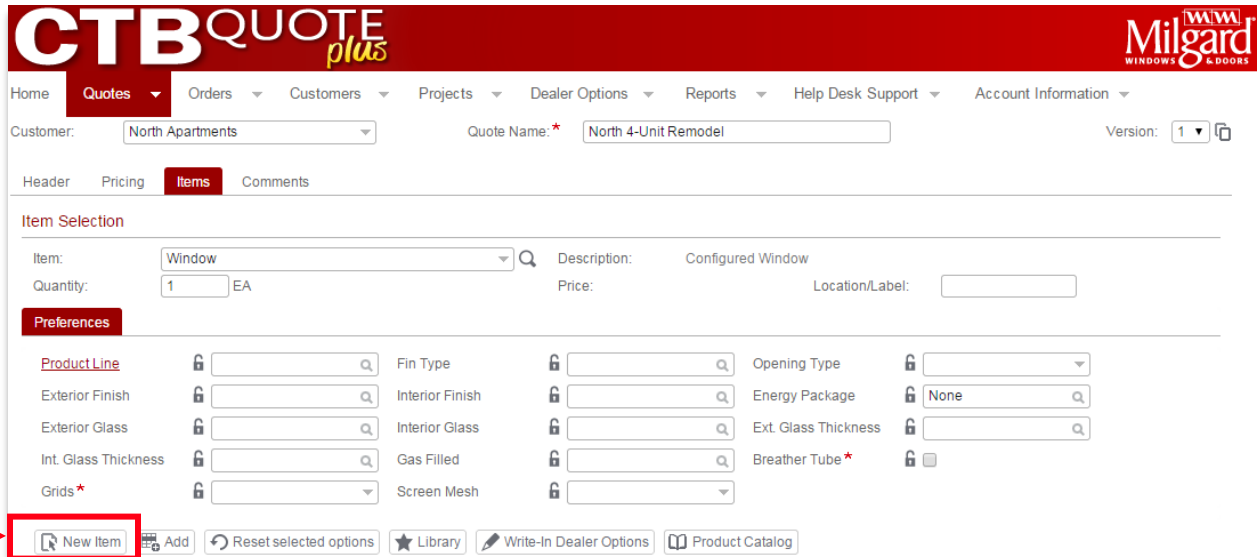 CTBQUOTE plus
Milgard
WINDOWS & DOORS
Home Quotes Orders Customers Projects Dealer Options Reports Help Desk Support Account Information
Customer: North Apartments Quote Name:* North 4-Unit Remodel Version: 1
Header Pricing Items Comments
Item Selection
Item: Window Description: Configured Window
Quantity: 1 EA Price: Location/Label:
Preferences
Product Line Fin Type Opening Type
Exterior Finish Interior Finish Energy Package None
Exterior Glass Interior Glass Ext. Glass Thickness
Int. Glass Thickness Gas Filled Breather Tube*
Grids* Screen Mesh
New Item Add Reset selected options Library Write-In Dealer Options Product Catalog